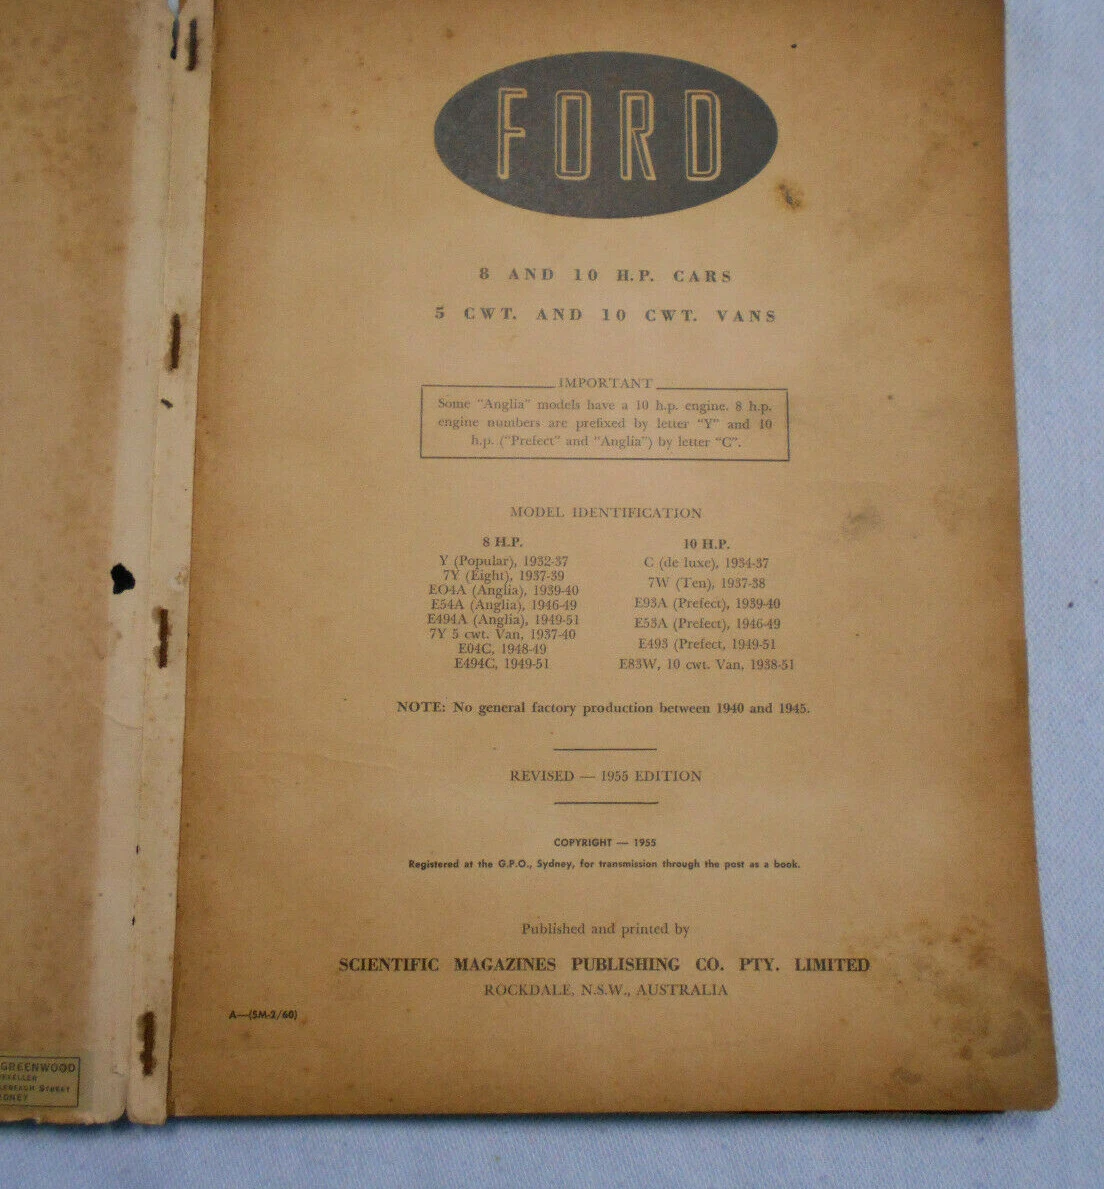 FORD
8 AND 10 H.P. CARS
5 CWT. AND 10 CWT. VANS
IMPORTANT
Some "Anglia" models have a 10 h.p. engine. 8 h.p.
engine numbers are prefixed by letter "Y" and 10
h.p. ("Prefect" and "Anglia") by letter "C".
MODEL IDENTIFICATION
8 H.P.
Y (Popular), 1932-37
7Y (Eight), 1937-39
EO4A (Anglia), 1939-40
E54A (Anglia), 1946-49
E494A (Anglia), 1949-51
7Y 5 cwt. Van, 1937-40
E04C, 1948-49
E494C, 1949-51
10 H.P.
C (de luxe), 1934-37
7W (Ten), 1937-38
E93A (Prefect), 1939-40
E53A (Prefect), 1946-49
E493 (Prefect, 1949-51
E83W, 10 cwt. Van, 1938-51
NOTE: No general factory production between 1940 and 1945.
REVISED — 1955 EDITION
COPYRIGHT — 1955
Registered at the G.P.O., Sydney, for transmission through the post as a book.
Published and printed by
SCIENTIFIC MAGAZINES PUBLISHING CO. PTY. LIMITED
ROCKDALE, N.S.W., AUSTRALIA
A—(SM-2/60)
GREENWOOD
STREET